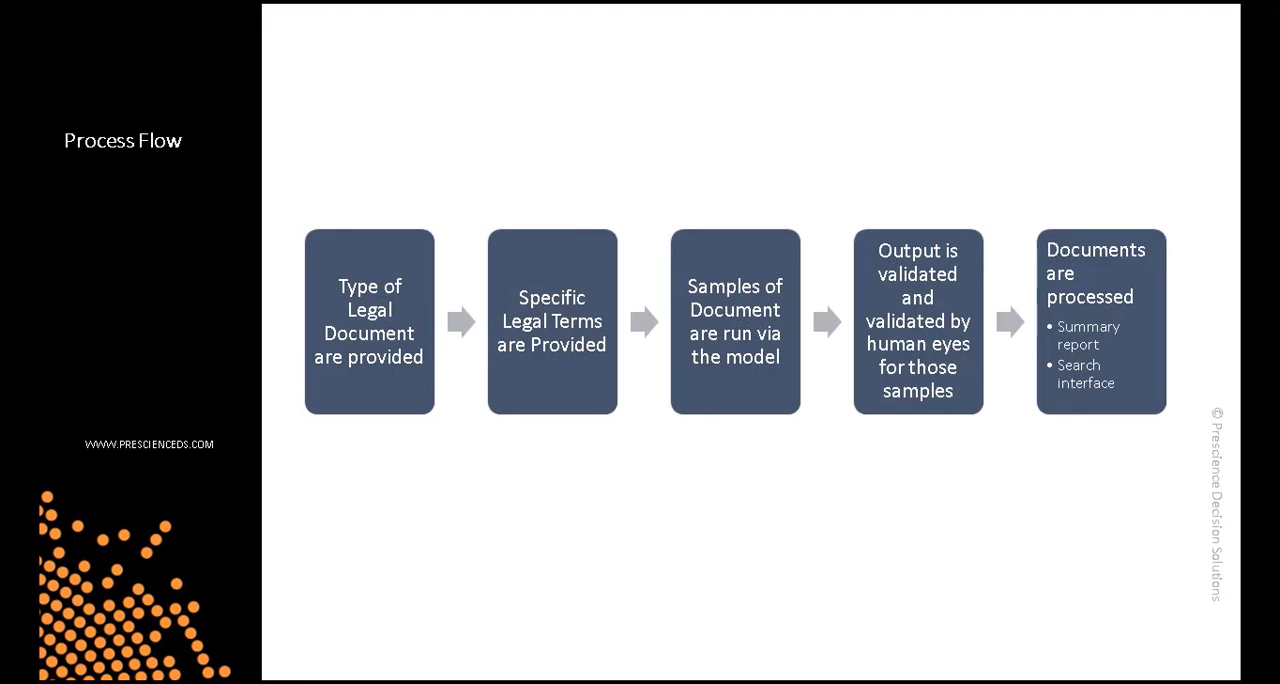 Process Flow
Type of
Legal
Document
are provided
Specific
Legal Terms
are Provided
Samples of
Document
are run via
the model
Output is
validated
and
validated by
human eyes
for those
samples
Documents
are
processed
• Summary
report
• Search
interface
WWW.PRESCIENCEDS.COM
© Prescience Decision Solutions